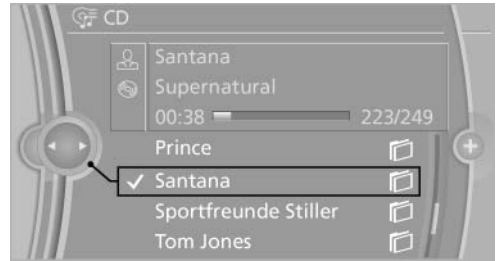 CD
Santana
Supernatural
00:38 223/249
Prince
Santana
Sportfreunde Stiller
Tom Jones